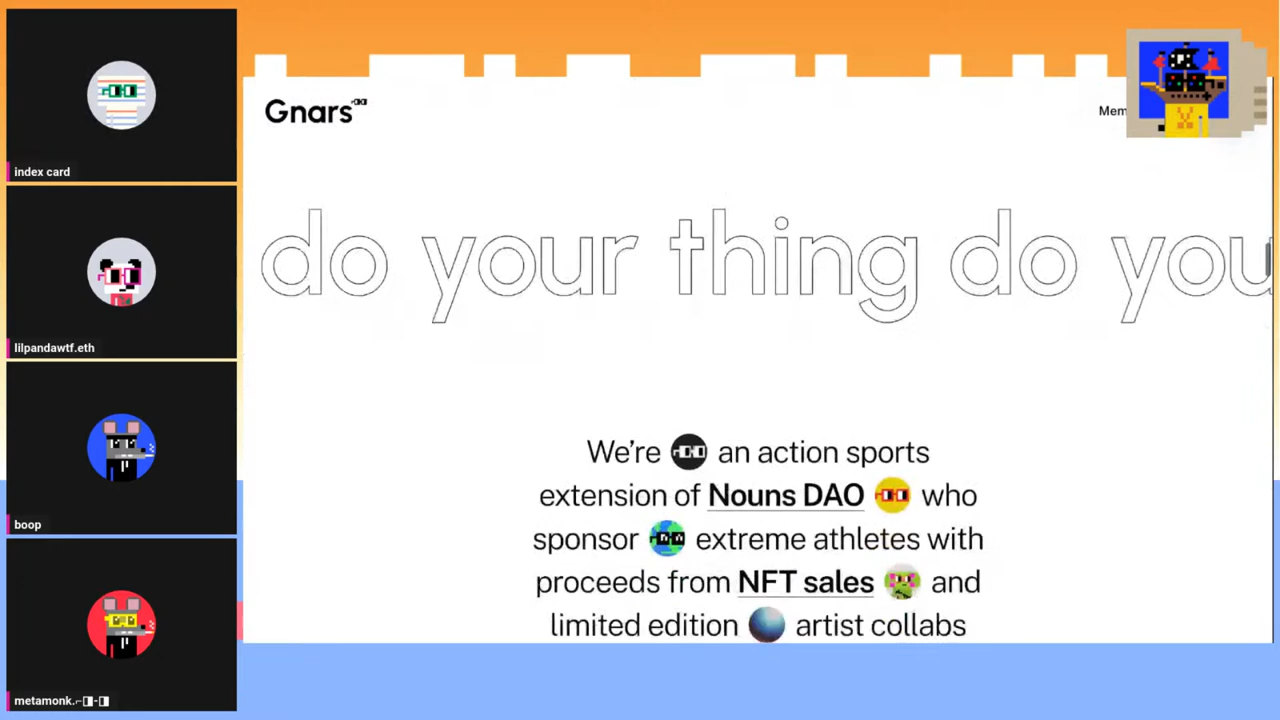 index card
lilpandawtf.eth
boop
metamonk.⌐◨-◨
Gnars
do your thing do you
We're an action sports
extension of Nouns DAO who
sponsor extreme athletes with
proceeds from NFT sales and
limited edition artist collabs